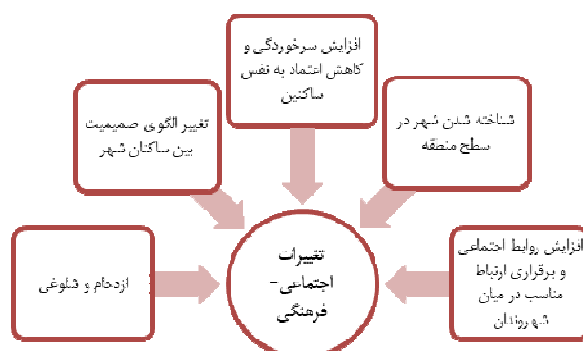 افزایش سرخوردگی و
کاهش اعتماد به نفس
ساکنین
شناخته شدن شهر در
سطح منطقه
تغییر الگوی صمیمیت
بین ساکنان شهر
افزایش روابط اجتماعی
و برقراری ارتباط
مناسب در میان
شهروندان
تغییرات
اجتماعی-
فرهنگی
ازدحام و شلوغی